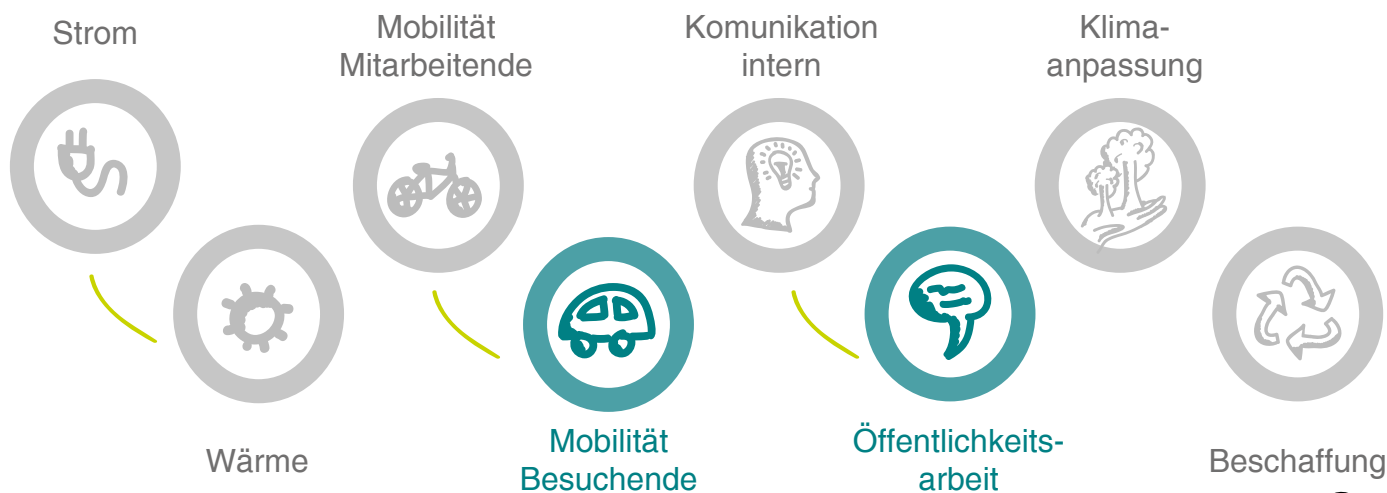 Strom
Mobilität
Mitarbeitende
Komunikation
intern
Klima-
anpassung
Wärme
Mobilität
Besuchende
Öffentlichkeits-
arbeit
Beschaffung